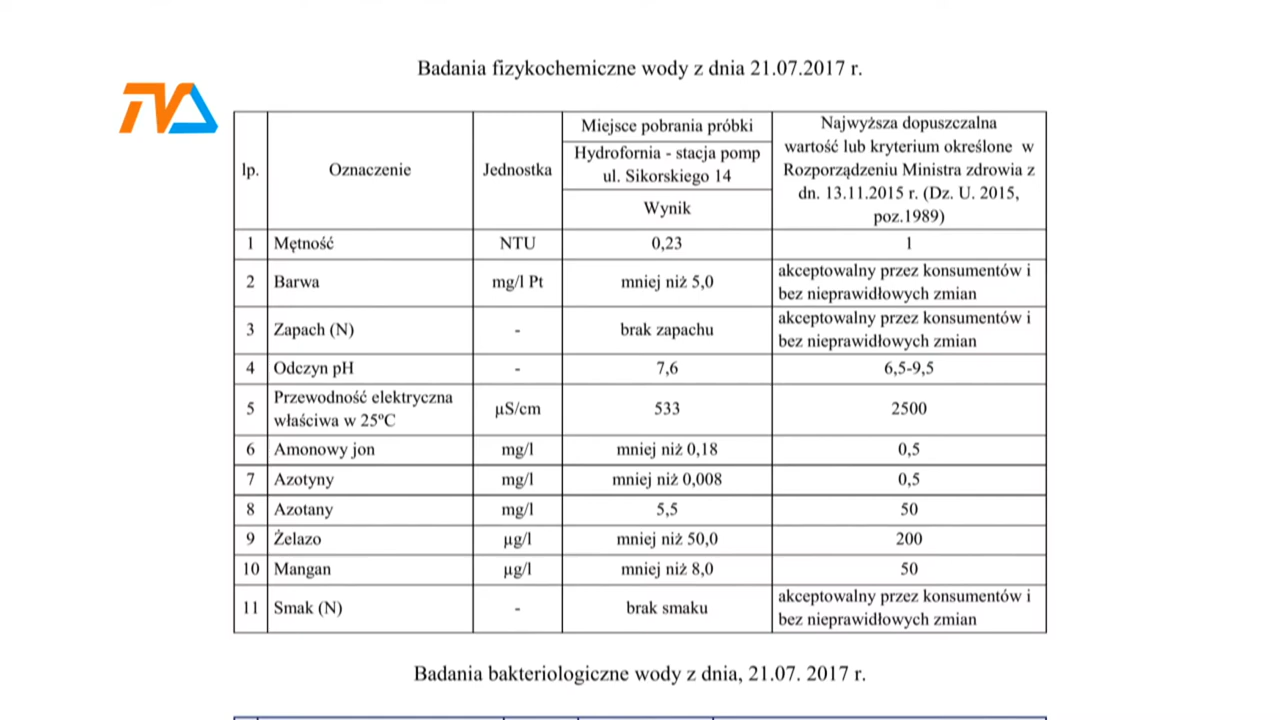 Badania fizykochemiczne wody z dnia 21.07.2017 r.
TVA
lp. Oznaczenie Jednostka Miejsce pobrania próbki
Hydrofornia - stacja pomp
ul. Sikorskiego 14
Wynik
Najwyższa dopuszczalna
wartość lub kryterium określone w
Rozporządzeniu Ministra zdrowia z
dn. 13.11.2015 r. (Dz. U. 2015,
poz.1989)
1 Mętność NTU 0,23 1
2 Barwa mg/l Pt mniej niż 5,0 akceptowalny przez konsumentów i
bez nieprawidłowych zmian
3 Zapach (N) - brak zapachu akceptowalny przez konsumentów i
bez nieprawidłowych zmian
4 Odczyn pH - 7,6 6,5-9,5
5 Przewodność elektryczna
właściwa w 25ºC µS/cm 533 2500
6 Amonowy jon mg/l mniej niż 0,18 0,5
7 Azotyny mg/l mniej niż 0,008 0,5
8 Azotany mg/l 5,5 50
9 Żelazo µg/l mniej niż 50,0 200
10 Mangan µg/l mniej niż 8,0 50
11 Smak (N) - brak smaku akceptowalny przez konsumentów i
bez nieprawidłowych zmian
Badania bakteriologiczne wody z dnia, 21.07. 2017 r.